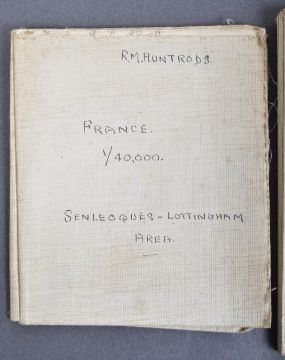 R.M. HUNTRODS
FRANCE.
1/40,000.
SENLECQUES - LOTTINGHAM
AREA.